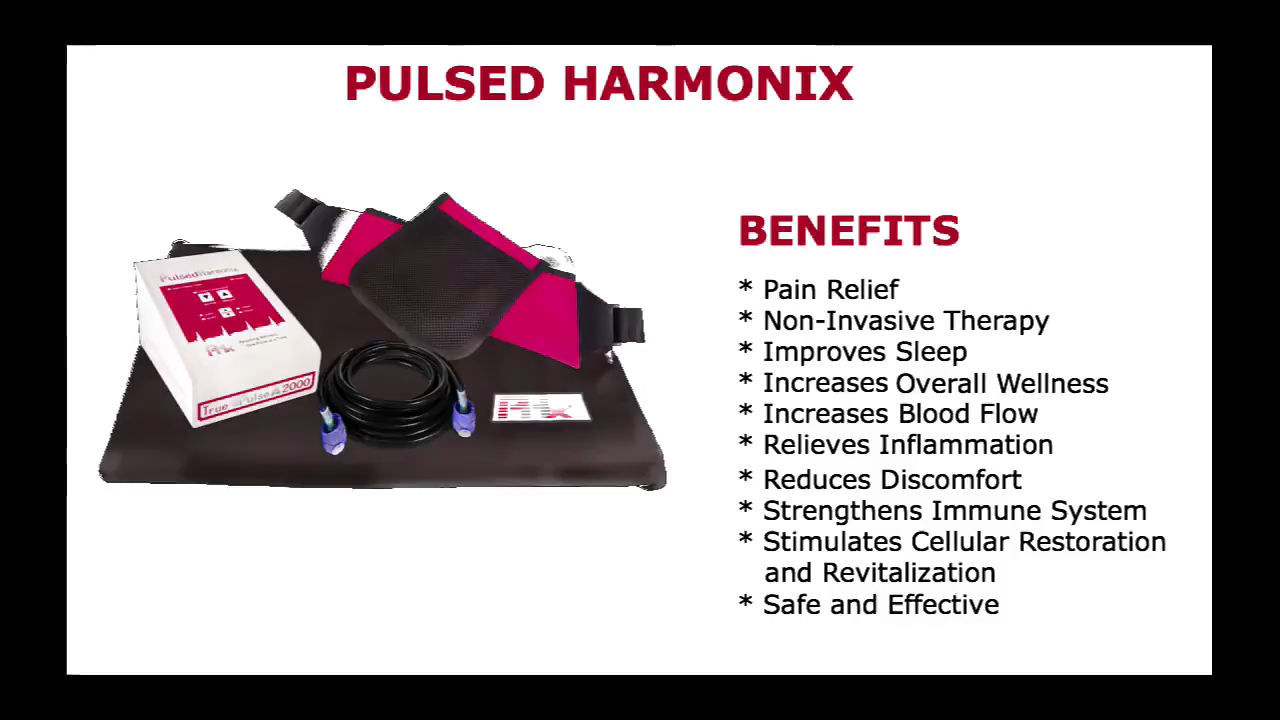 PULSED HARMONIX
BENEFITS
* Pain Relief
* Non-Invasive Therapy
* Improves Sleep
* Increases Overall Wellness
* Increases Blood Flow
* Relieves Inflammation
* Reduces Discomfort
* Strengthens Immune System
* Stimulates Cellular Restoration
and Revitalization
* Safe and Effective
PulsedHarmonix
True Pulse 2000